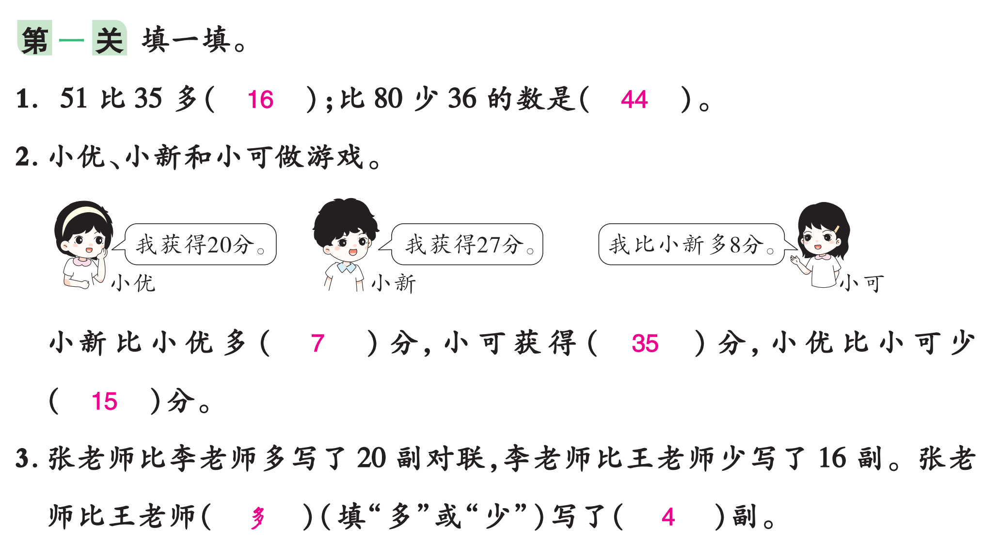 第一关 填一填。
1. 51 比 35 多( 16 );比 80 少 36 的数是( 44 )。
2. 小优、小新和小可做游戏。
我获得20分。 我获得27分。 我比小新多8分。
小优 小新 小可
小新比小优多( 7 )分,小可获得( 35 )分,小优比小可少
( 15 )分。
3. 张老师比李老师多写了 20 副对联,李老师比王老师少写了 16 副。张老
师比王老师( 多 )(填“多”或“少”)写了( 4 )副。